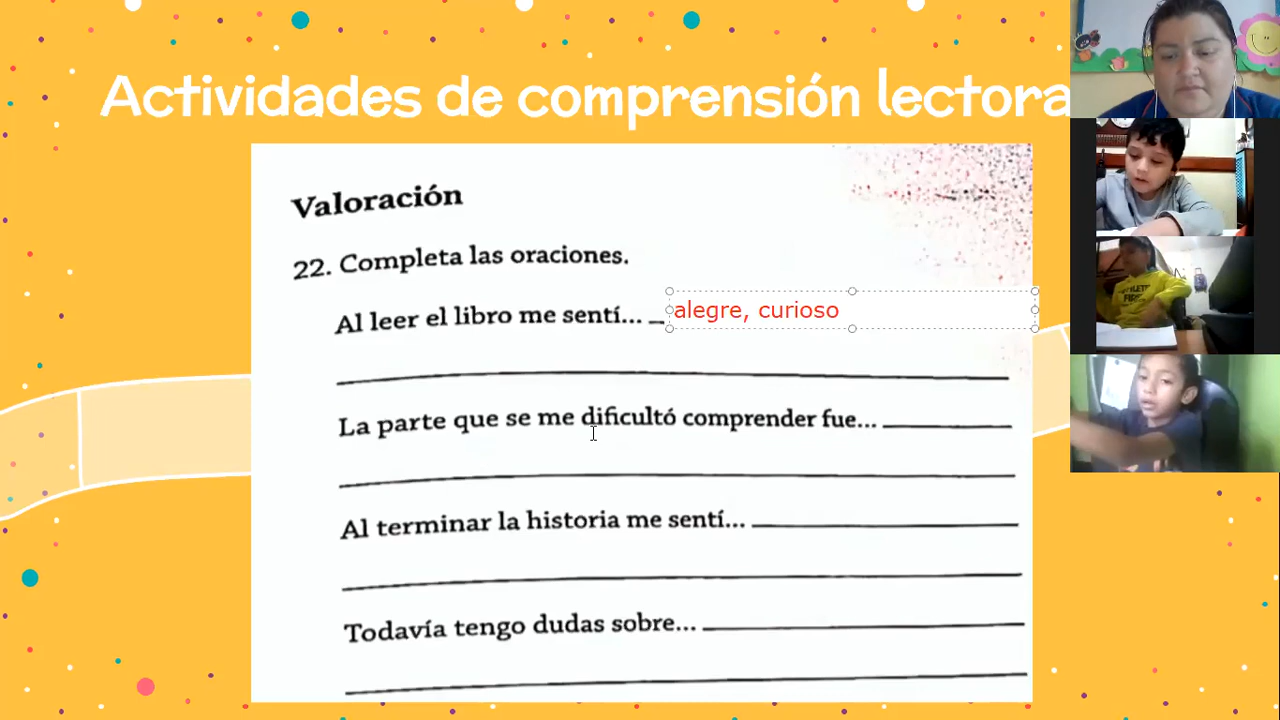 Actividades de comprensión lectora
Valoración
22. Completa las oraciones.
Al leer el libro me sentí... alegre, curioso
La parte que se me dificultó comprender fue...
Al terminar la historia me sentí...
Todavía tengo dudas sobre...